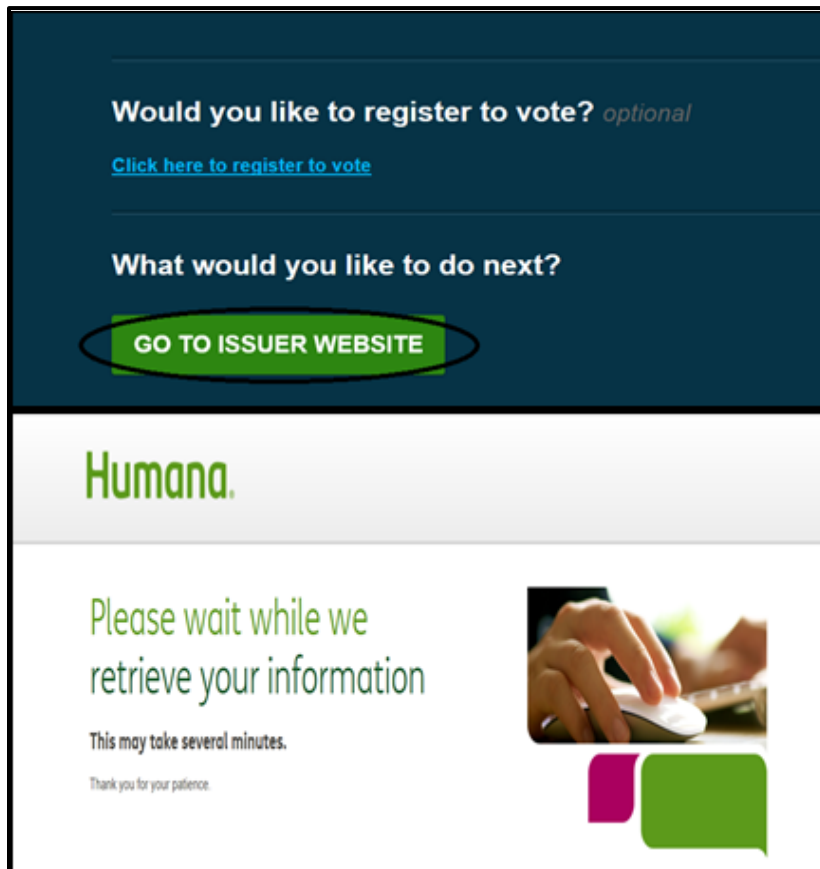 Would you like to register to vote? optional
Click here to register to vote
What would you like to do next?
GO TO ISSUER WEBSITE
Humana.
Please wait while we
retrieve your information
This may take several minutes.
Thank you for your patience.